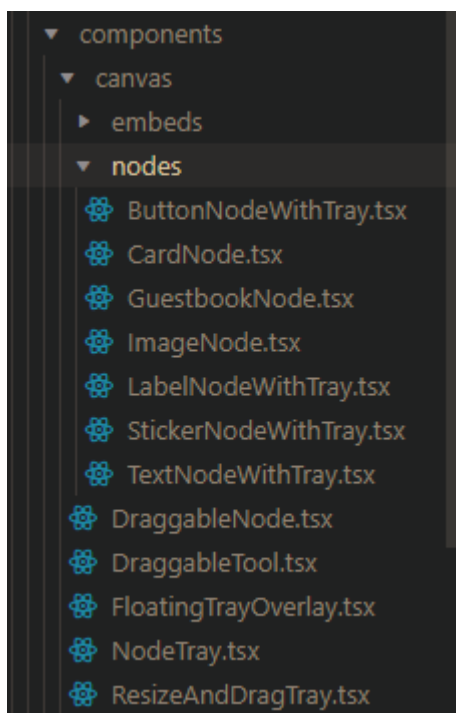 components
canvas
embeds
nodes
ButtonNodeWithTray.tsx
CardNode.tsx
GuestbookNode.tsx
ImageNode.tsx
LabelNodeWithTray.tsx
StickerNodeWithTray.tsx
TextNodeWithTray.tsx
DraggableNode.tsx
DraggableTool.tsx
FloatingTrayOverlay.tsx
NodeTray.tsx
ResizeAndDragTray.tsx